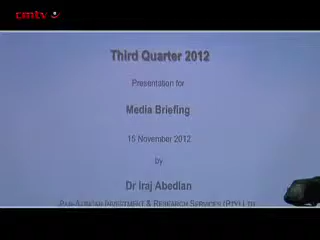 cmtv
Third Quarter 2012
Presentation for
Media Briefing
15 November 2012
by
Dr Iraj Abedian
PAN-AFRICAN INVESTMENT & RESEARCH SERVICES (PTY) LTD